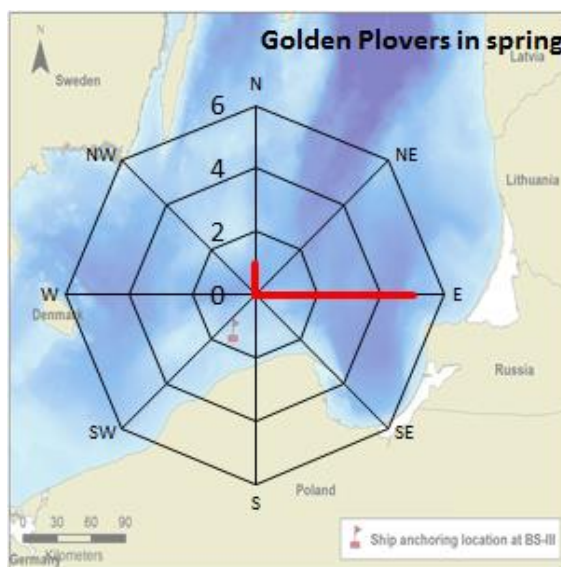 Golden Plovers in spring
N
Sweden
Latvia
N
6
NW
NE
4
Lithuania
2
W
0
E
Denmark
Russia
SW
SE
S
Poland
0 30 60 90
Kilometers
Germany
Ship anchoring location at BS-III